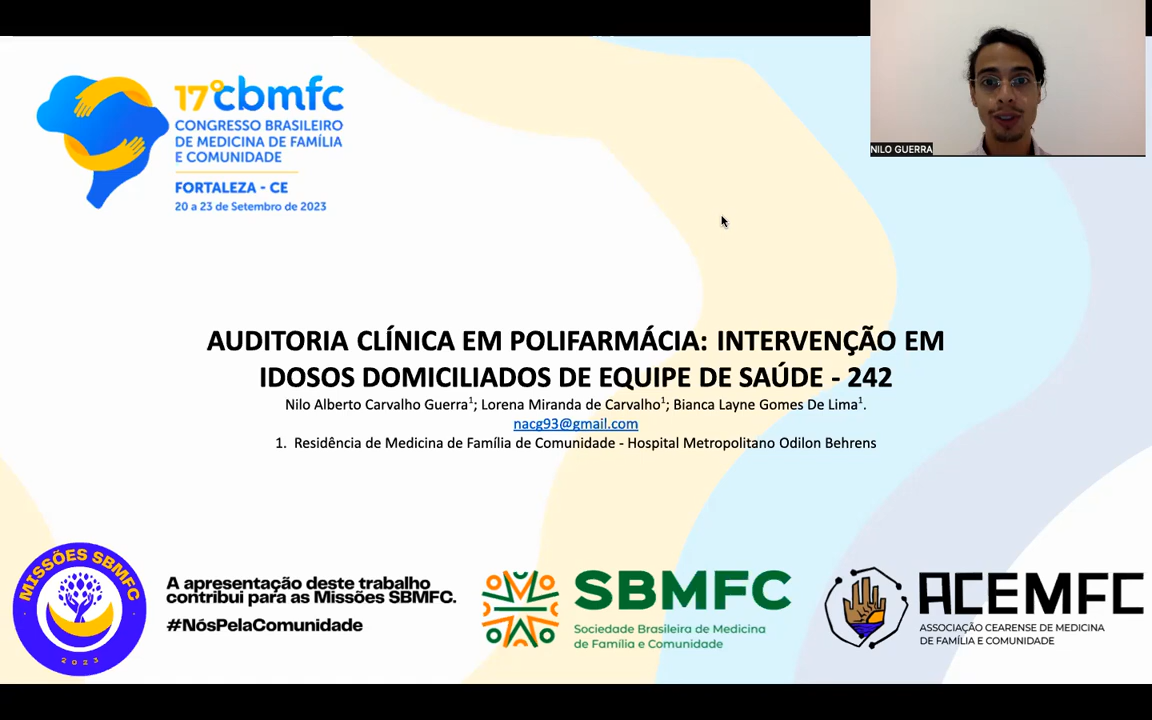 17º cbmfc
CONGRESSO BRASILEIRO
DE MEDICINA DE FAMÍLIA
E COMUNIDADE
FORTALEZA - CE
20 a 23 de Setembro de 2023
NILO GUERRA
AUDITORIA CLÍNICA EM POLIFARMÁCIA: INTERVENÇÃO EM
IDOSOS DOMICILIADOS DE EQUIPE DE SAÚDE - 242
Nilo Alberto Carvalho Guerra¹; Lorena Miranda de Carvalho¹; Bianca Layne Gomes De Lima¹.
nacg93@gmail.com
1. Residência de Medicina de Família de Comunidade - Hospital Metropolitano Odilon Behrens
MISSÕES SBMFC
2023
A apresentação deste trabalho
contribui para as Missões SBMFC.
#NósPelaComunidade
SBMFC
Sociedade Brasileira de Medicina
de Família e Comunidade
ACEMFC
ASSOCIAÇÃO CEARENSE DE MEDICINA
DE FAMÍLIA E COMUNIDADE